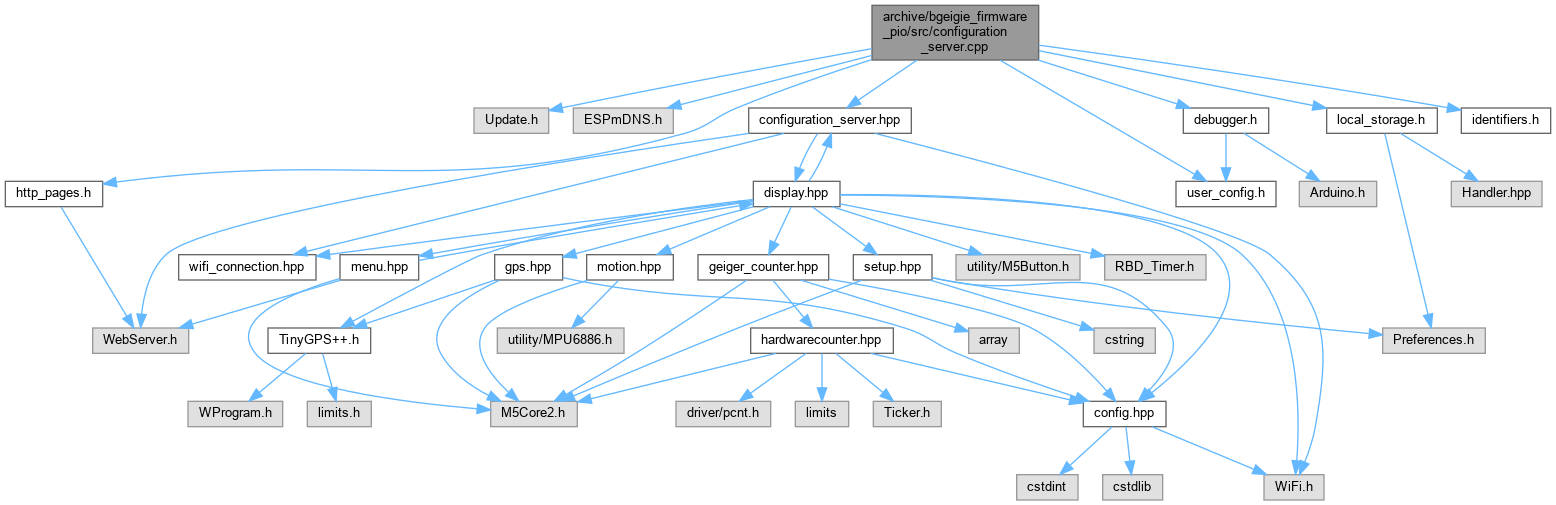 archive/bgeigie_firmware
_pio/src/configuration
_server.cpp
Update.h
ESPmDNS.h
configuration_server.hpp
debugger.h
local_storage.h
identifiers.h
http_pages.h
display.hpp
user_config.h
Arduino.h
Handler.hpp
wifi_connection.hpp
menu.hpp
gps.hpp
motion.hpp
geiger_counter.hpp
setup.hpp
utility/M5Button.h
RBD_Timer.h
WebServer.h
TinyGPS++.h
utility/MPU6886.h
hardwarecounter.hpp
array
cstring
Preferences.h
WProgram.h
limits.h
M5Core2.h
driver/pcnt.h
limits
Ticker.h
config.hpp
cstdint
cstdlib
WiFi.h